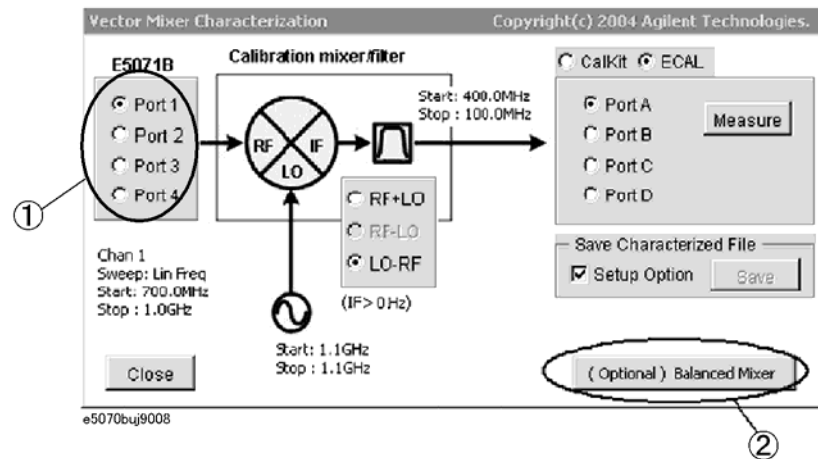 Vector Mixer Characterization
Copyright(c) 2004 Agilent Technologies.
E5071B
Port 1
Port 2
Port 3
Port 4
①
Chan 1
Sweep: Lin Freq
Start: 700.0MHz
Stop : 1.0GHz
Close
Calibration mixer/filter
RF
IF
LO
Start: 400.0MHz
Stop : 100.0MHz
RF+LO
RF-LO
LO-RF
(IF> 0 Hz)
Start: 1.1GHz
Stop : 1.1GHz
CalKit
ECAL
Port A
Port B
Port C
Port D
Measure
Save Characterized File
Setup Option
Save
( Optional ) Balanced Mixer
②
e5070buj9008